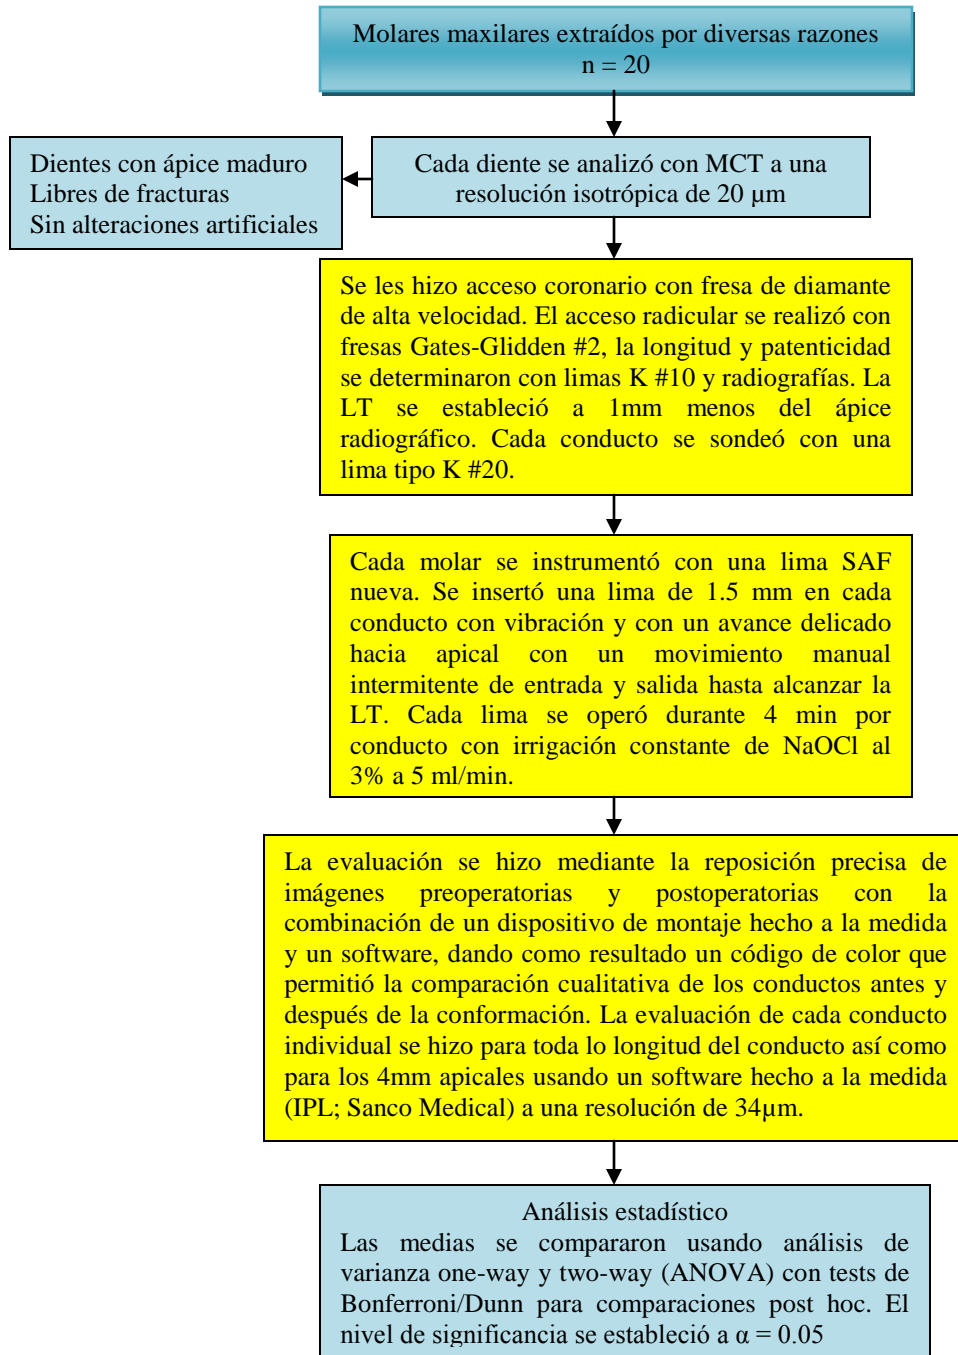 Molares maxilares extraídos por diversas razones
n = 20
Dientes con ápice maduro
Libres de fracturas
Sin alteraciones artificiales
Cada diente se analizó con MCT a una
resolución isotrópica de 20 µm
Se les hizo acceso coronario con fresa de diamante
de alta velocidad. El acceso radicular se realizó con
fresas Gates-Glidden #2, la longitud y patenticidad
se determinaron con limas K #10 y radiografías. La
LT se estableció a 1mm menos del ápice
radiográfico. Cada conducto se sondeó con una
lima tipo K #20.
Cada molar se instrumentó con una lima SAF
nueva. Se insertó una lima de 1.5 mm en cada
conducto con vibración y con un avance delicado
hacia apical con un movimiento manual
intermitente de entrada y salida hasta alcanzar la
LT. Cada lima se operó durante 4 min por
conducto con irrigación constante de NaOCl al
3% a 5 ml/min.
La evaluación se hizo mediante la reposición precisa de
imágenes preoperatorias y postoperatorias con la
combinación de un dispositivo de montaje hecho a la medida
y un software, dando como resultado un código de color que
permitió la comparación cualitativa de los conductos antes y
después de la conformación. La evaluación de cada conducto
individual se hizo para toda lo longitud del conducto así como
para los 4mm apicales usando un software hecho a la medida
(IPL; Sanco Medical) a una resolución de 34µm.
Análisis estadístico
Las medias se compararon usando análisis de
varianza one-way y two-way (ANOVA) con tests de
Bonferroni/Dunn para comparaciones post hoc. El
nivel de significancia se estableció a α = 0.05